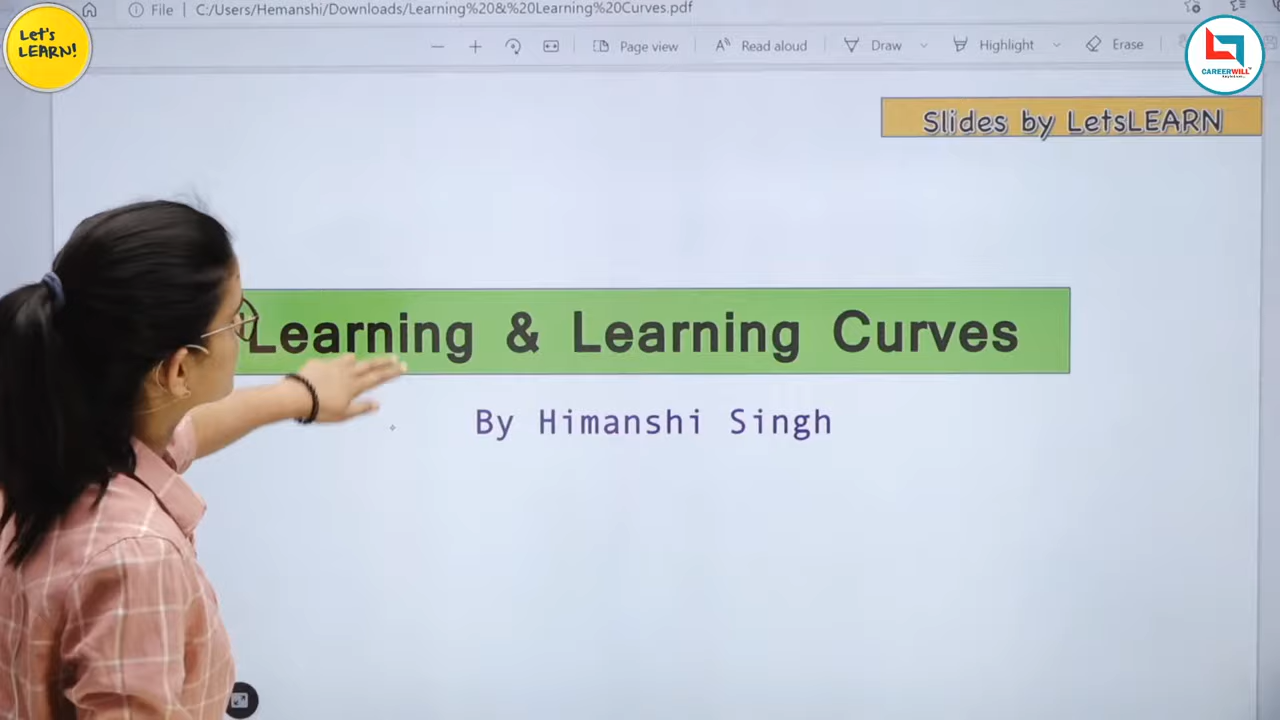 Let's
LEARN!
File | C:/Users/Hemanshi/Downloads/Learning%20&%20Learning%20Curves.pdf
Page view
A Read aloud
Draw
Highlight
Erase
CAREERWILL
Slides by LetsLEARN
Learning & Learning Curves
By Himanshi Singh